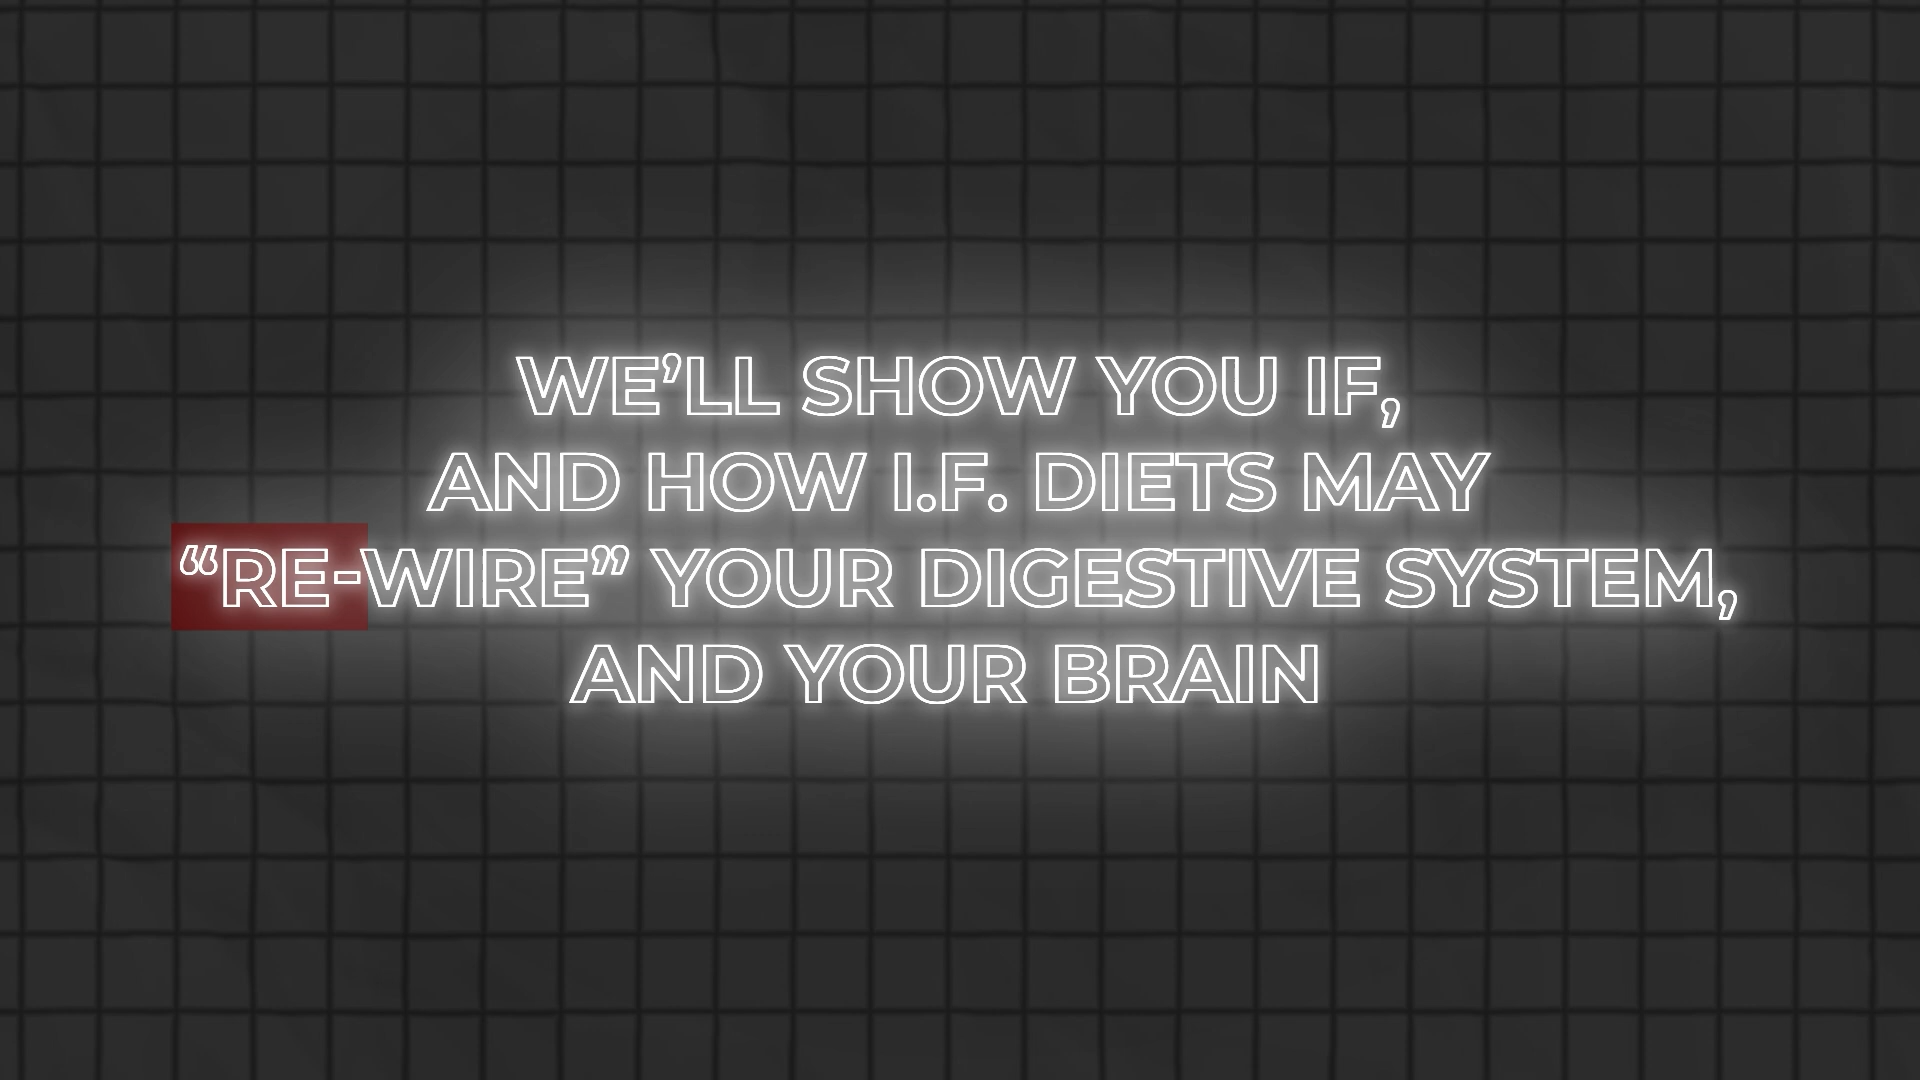 WE’LL SHOW YOU IF,
AND HOW I.F. DIETS MAY
“RE-WIRE” YOUR DIGESTIVE SYSTEM,
AND YOUR BRAIN